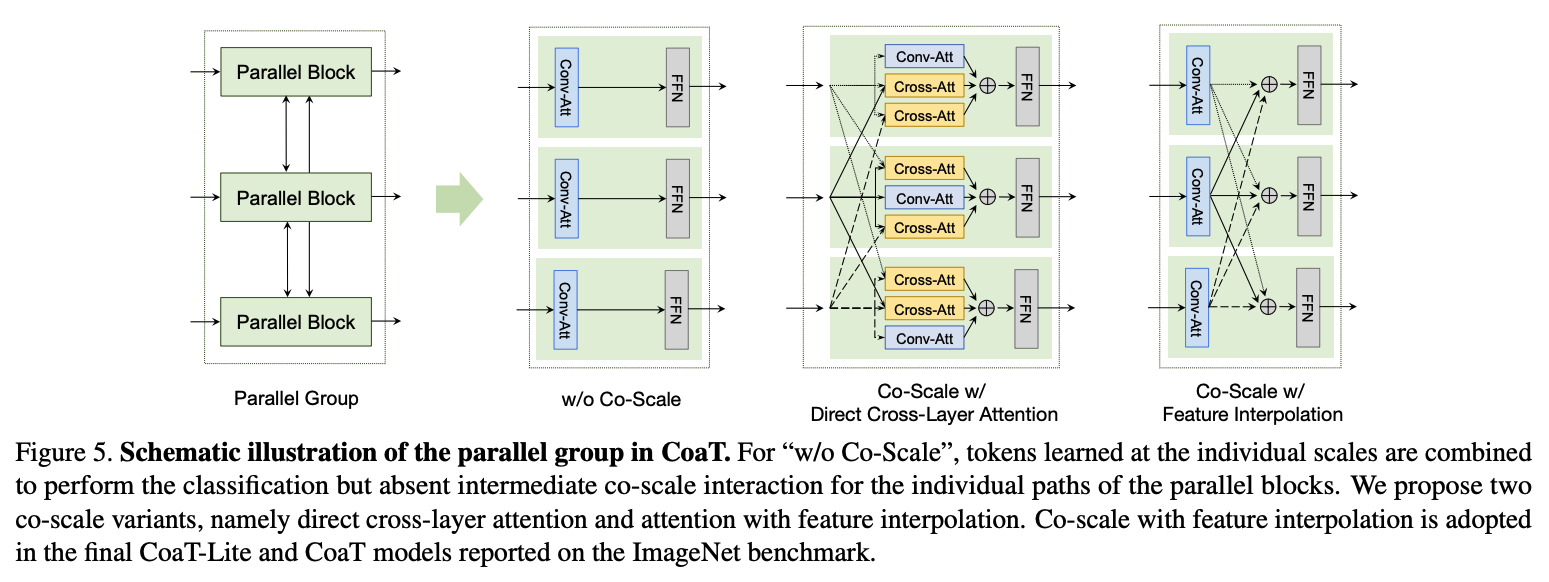 Parallel Block
Parallel Block
Parallel Block
Parallel Group
Conv-Att
FFN
Conv-Att
FFN
Conv-Att
FFN
w/o Co-Scale
Conv-Att
Cross-Att
Cross-Att
FFN
Cross-Att
Conv-Att
Cross-Att
FFN
Cross-Att
Cross-Att
Conv-Att
FFN
Co-Scale w/
Direct Cross-Layer Attention
Conv-Att
FFN
Conv-Att
FFN
Conv-Att
FFN
Co-Scale w/
Feature Interpolation
Figure 5. Schematic illustration of the parallel group in CoaT. For “w/o Co-Scale”, tokens learned at the individual scales are combined
to perform the classification but absent intermediate co-scale interaction for the individual paths of the parallel blocks. We propose two
co-scale variants, namely direct cross-layer attention and attention with feature interpolation. Co-scale with feature interpolation is adopted
in the final CoaT-Lite and CoaT models reported on the ImageNet benchmark.